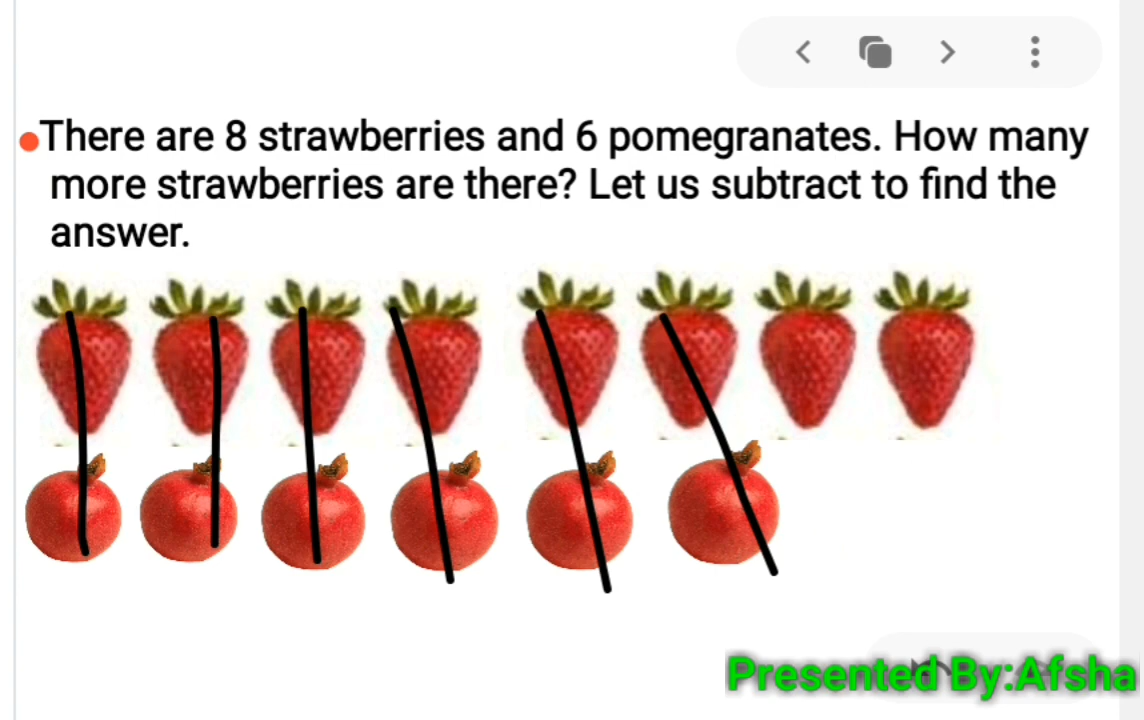 There are 8 strawberries and 6 pomegranates. How many
more strawberries are there? Let us subtract to find the
answer.
Presented By:Afsha